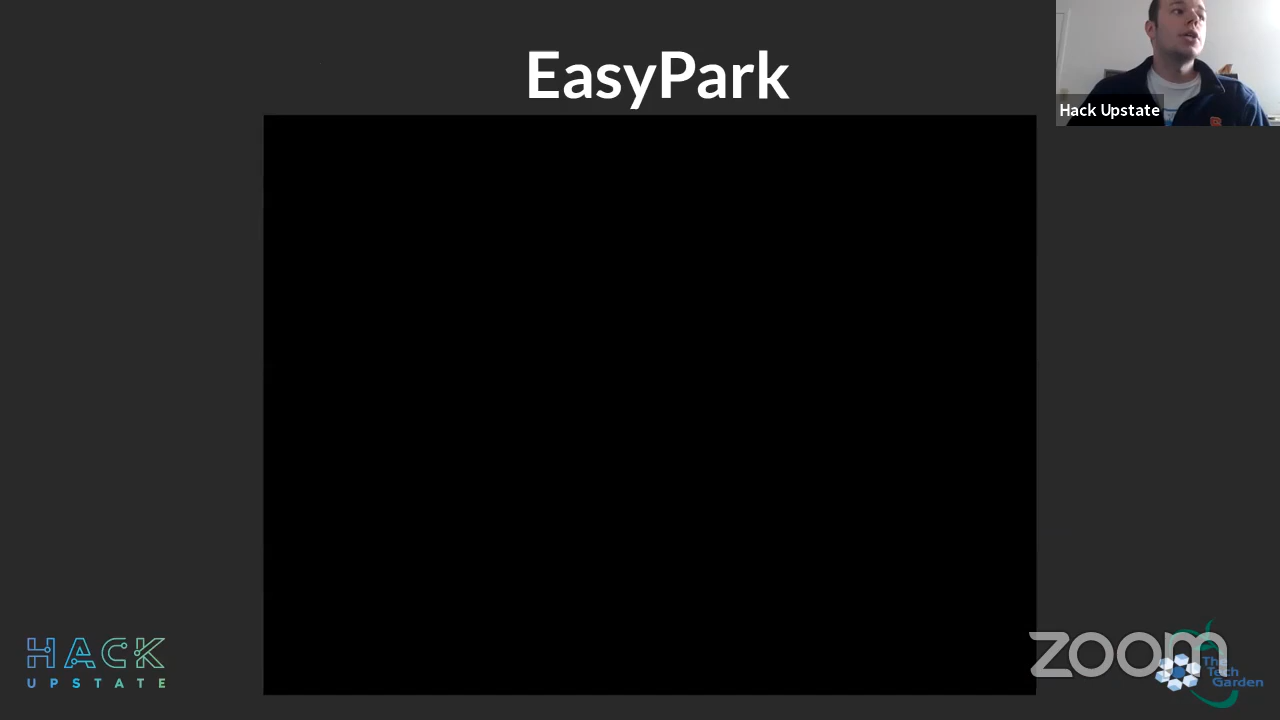 EasyPark
Hack Upstate
HACK
UPSTATE
zoom
The
Tech
Garden